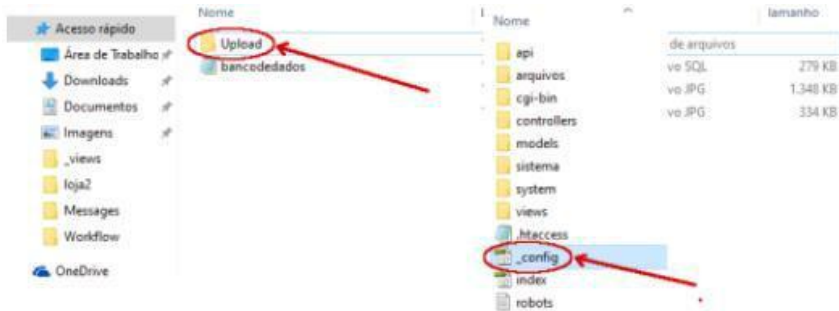 Acesso rápido
Área de Trabalho
Downloads
Documentos
Imagens
_views
loja2
Messages
Workflow
OneDrive
Nome
Upload
bancodedados
Nome
api
arquivos
cgi-bin
controllers
models
sistema
system
views
.htaccess
_config
index
robots
tamanho
de arquivos
vo SQL 279 KB
vo JPG 1.348 KB
vo JPG 334 KB